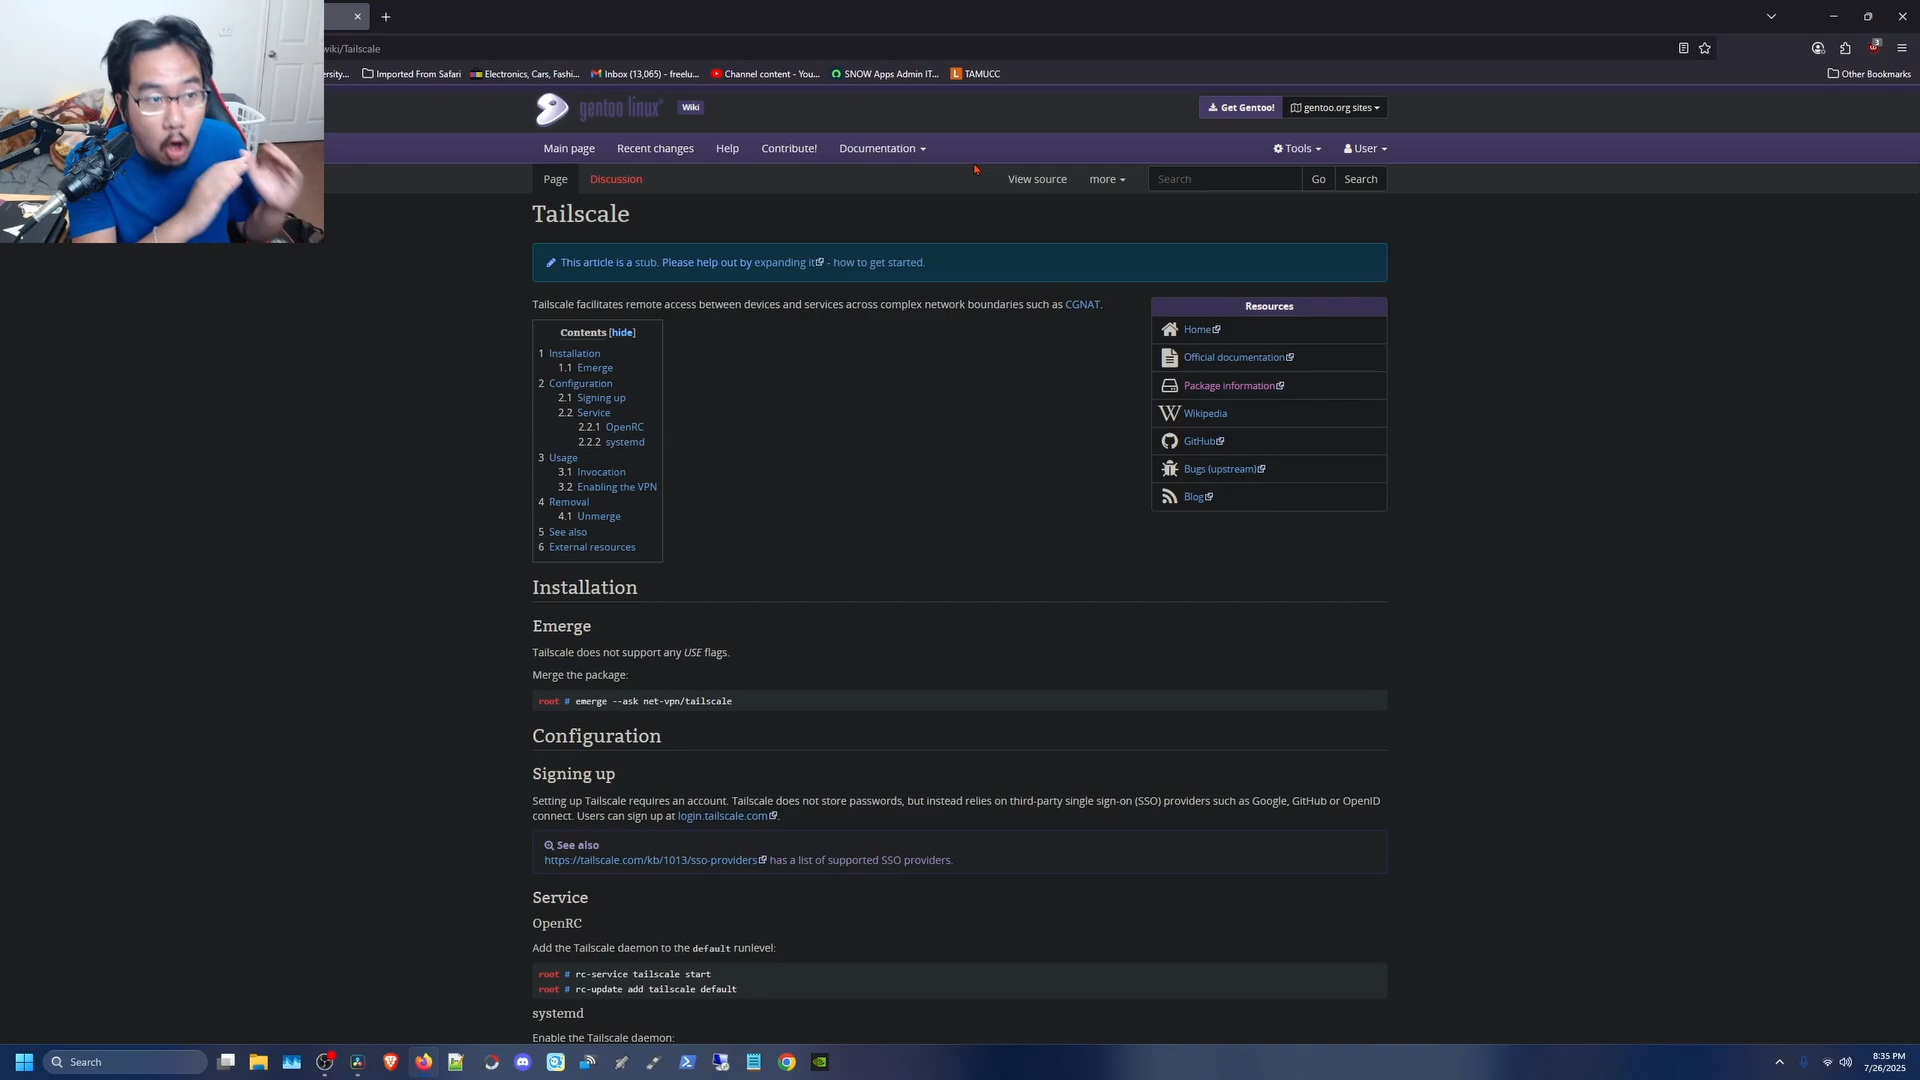 wiki/Tailscale
ersity...
Imported From Safari
Electronics, Cars, Fashi...
Inbox (13,065) - freelu...
Channel content - You...
SNOW Apps Admin IT...
TAMUCC
Other Bookmarks
3
gentoo linux
Wiki
Get Gentoo!
gentoo.org sites
Main page
Recent changes
Help
Contribute!
Documentation
Tools
User
Page
Discussion
View source
more
Search
Go
Search
Tailscale
This article is a stub. Please help out by expanding it - how to get started.
Tailscale facilitates remote access between devices and services across complex network boundaries such as CGNAT.
Contents [hide]
1 Installation
1.1 Emerge
2 Configuration
2.1 Signing up
2.2 Service
2.2.1 OpenRC
2.2.2 systemd
3 Usage
3.1 Invocation
3.2 Enabling the VPN
4 Removal
4.1 Unmerge
5 See also
6 External resources
Resources
Home
Official documentation
Package information
Wikipedia
GitHub
Bugs (upstream)
Blog
Installation
Emerge
Tailscale does not support any USE flags.
Merge the package:
root # emerge --ask net-vpn/tailscale
Configuration
Signing up
Setting up Tailscale requires an account. Tailscale does not store passwords, but instead relies on third-party single sign-on (SSO) providers such as Google, GitHub or OpenID
connect. Users can sign up at login.tailscale.com.
See also
https://tailscale.com/kb/1013/sso-providers has a list of supported SSO providers.
Service
OpenRC
Add the Tailscale daemon to the default runlevel:
root # rc-service tailscale start
root # rc-update add tailscale default
systemd
Enable the Tailscale daemon:
Search
8:35 PM
7/26/2025